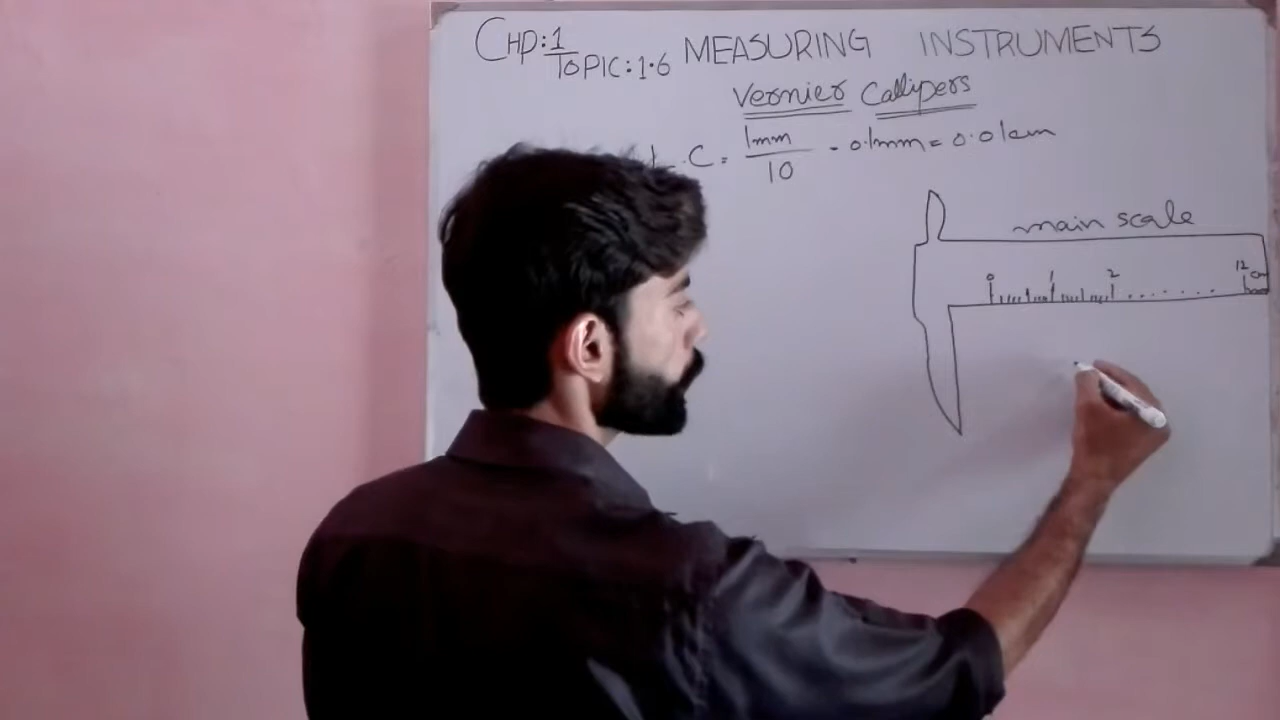 CHP:1
TOPIC:1.6 MEASURING INSTRUMENTS
Vernier Callipers
L.C = 1mm / 10 = 0.1mm = 0.01cm
main scale
0 1 2 12 cm